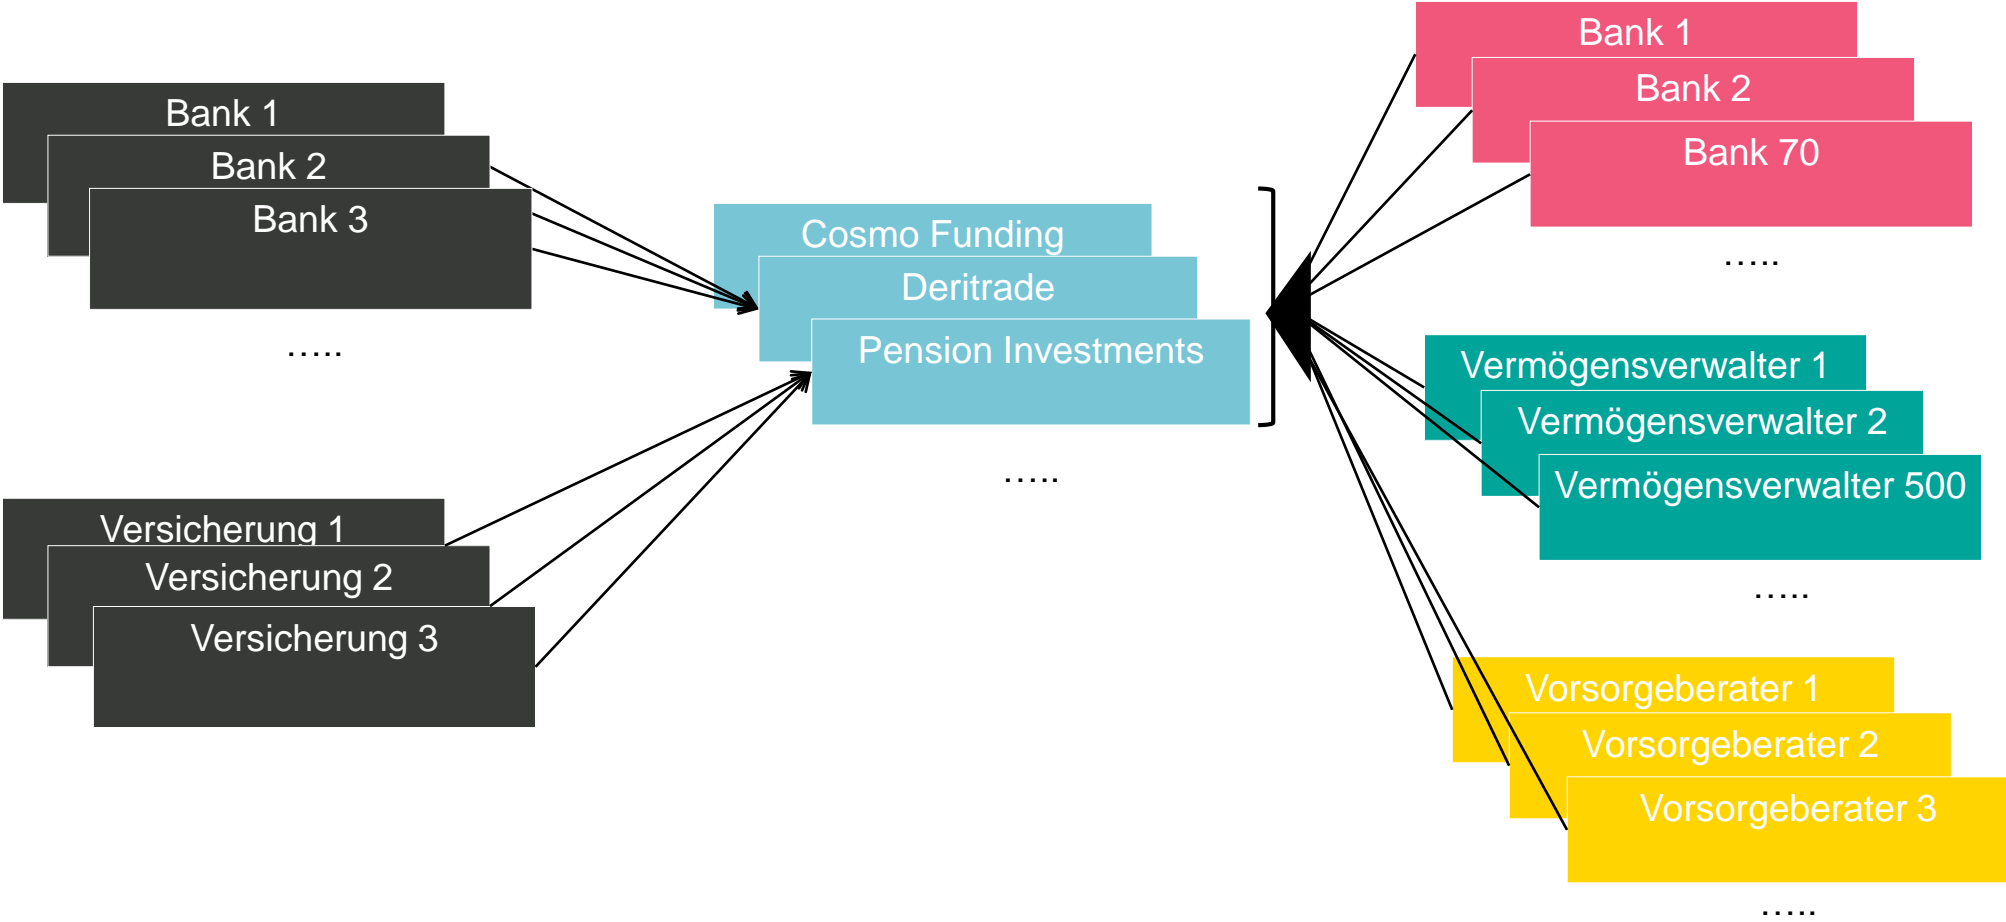 Bank 1
Bank 2
Bank 3
…..
Versicherung 1
Versicherung 2
Versicherung 3
Cosmo Funding
Deritrade
Pension Investments
…..
Bank 1
Bank 2
Bank 70
…..
Vermögensverwalter 1
Vermögensverwalter 2
Vermögensverwalter 500
…..
Vorsorgeberater 1
Vorsorgeberater 2
Vorsorgeberater 3
…..